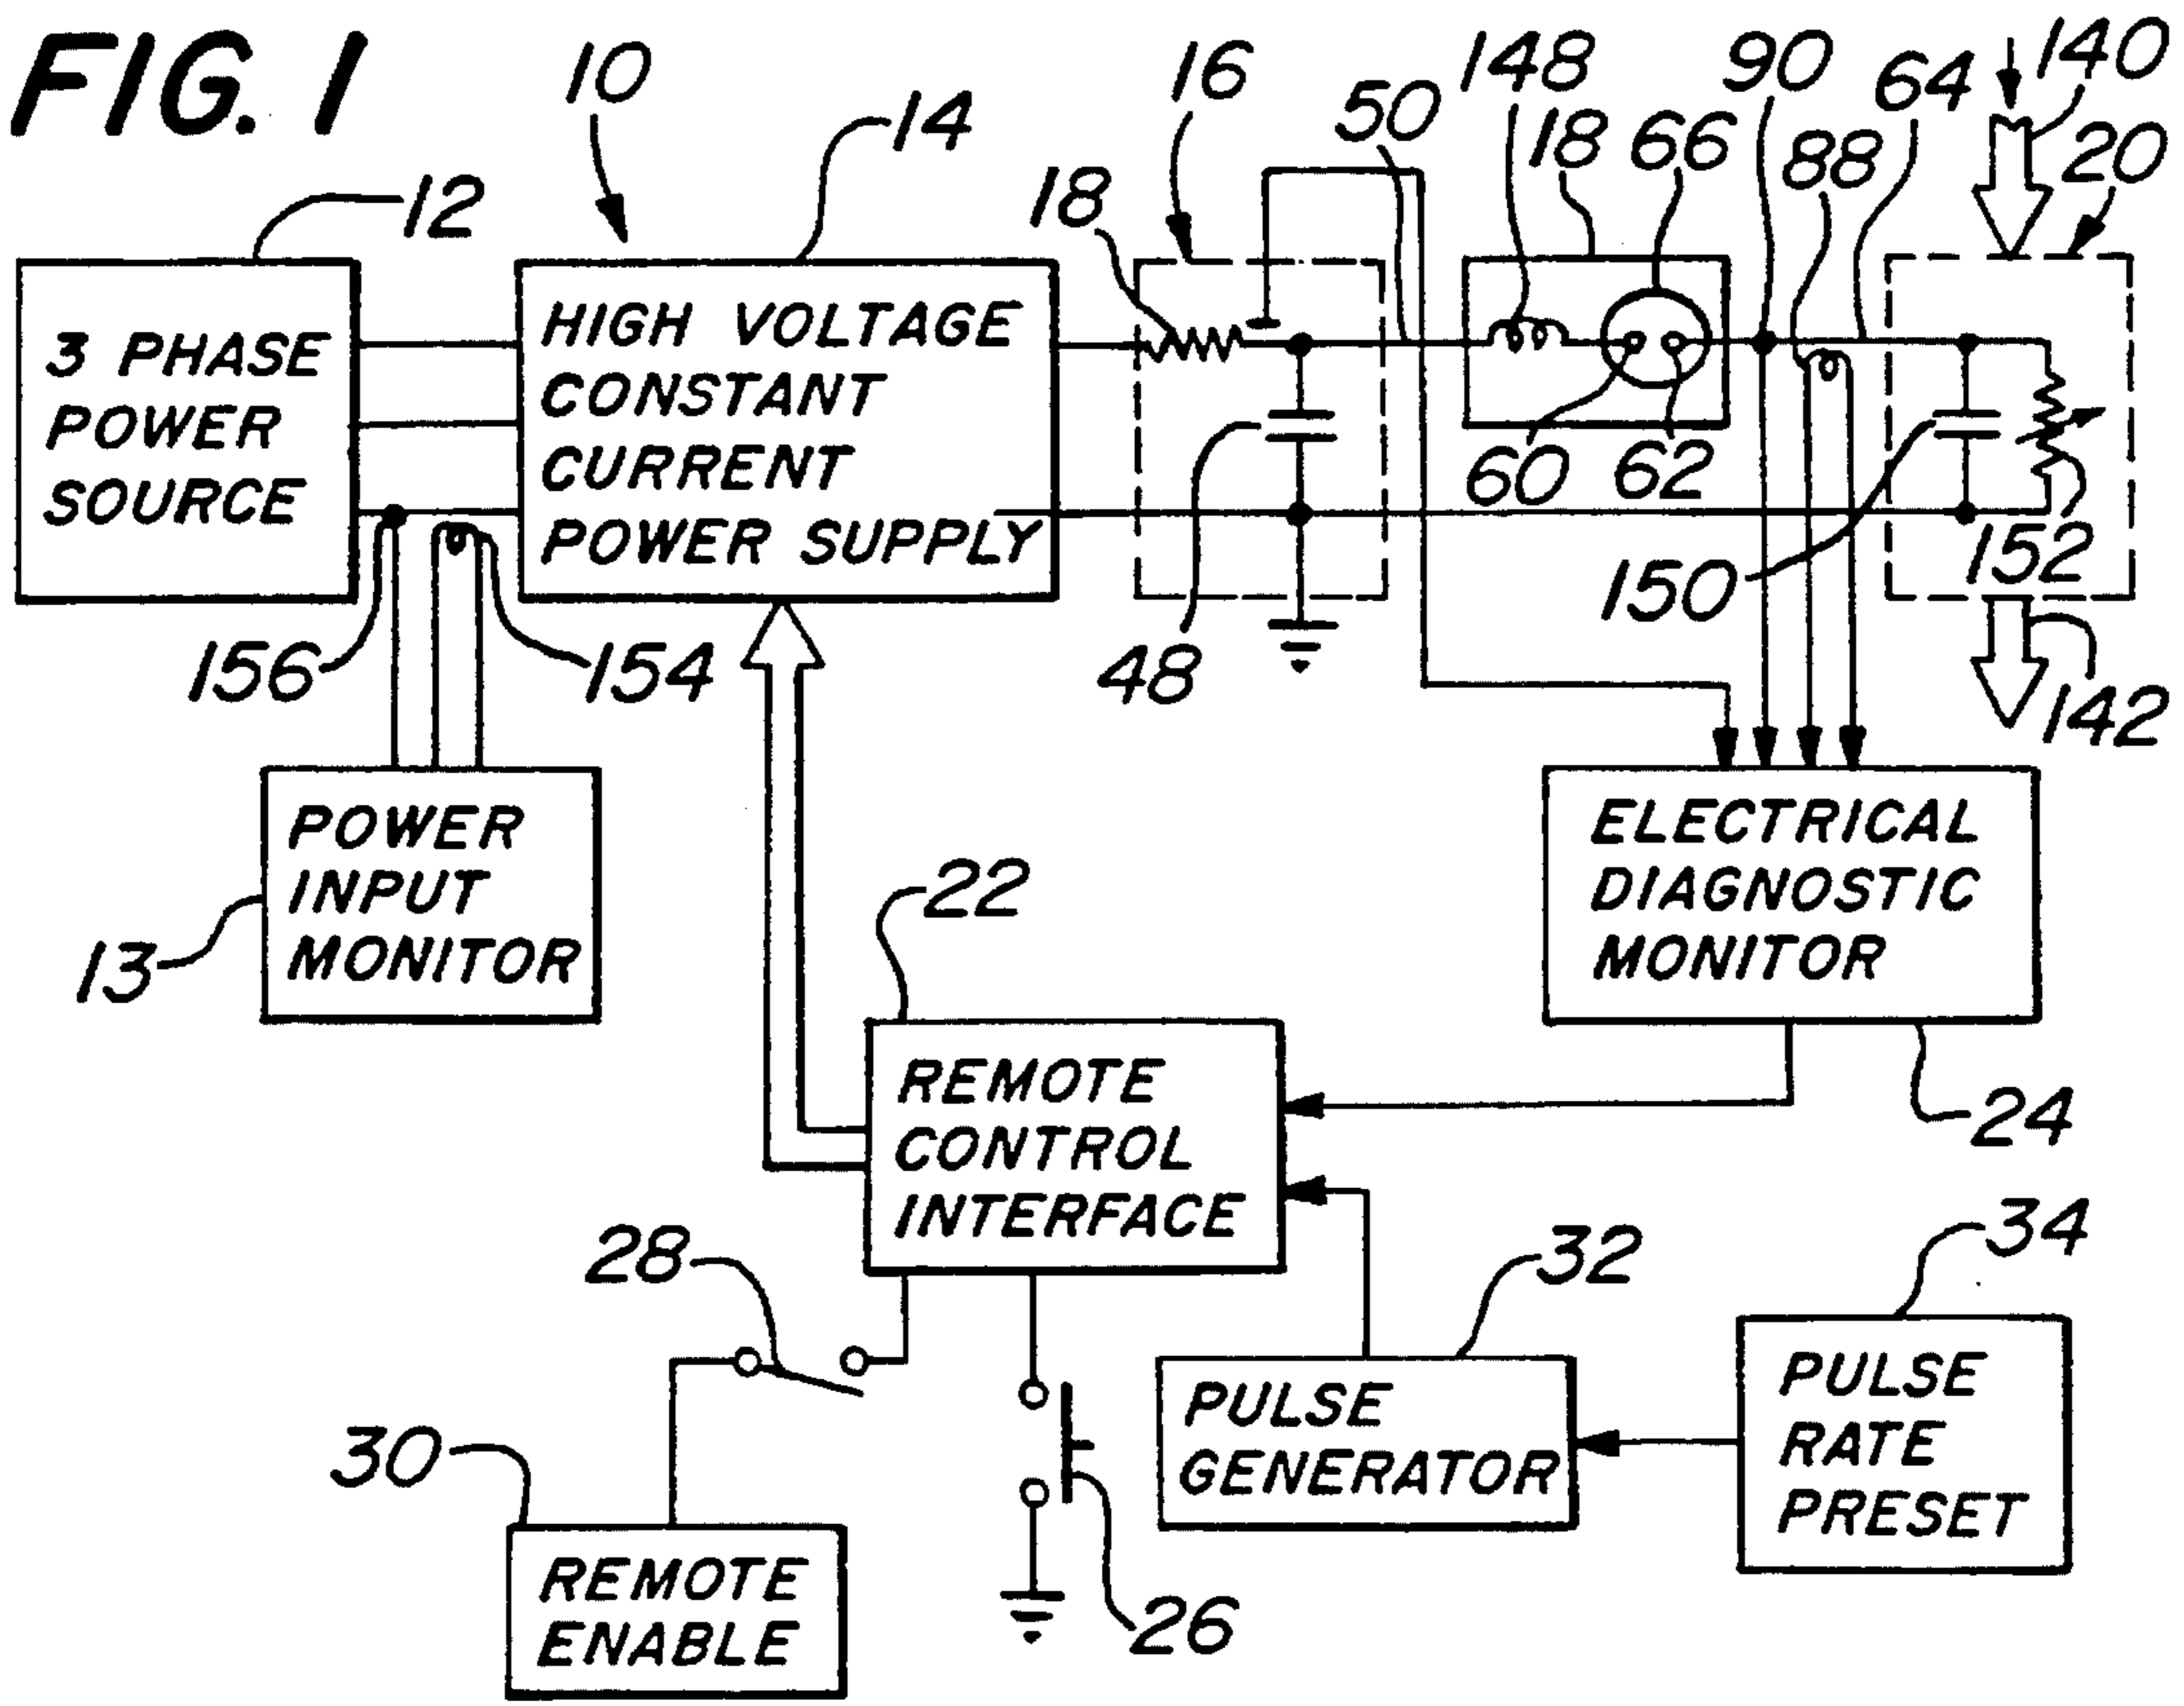 FIG. 1
10
16
148
90
140
50
64
14
18
66
88
20
12
18
3 PHASE
POWER
SOURCE
HIGH VOLTAGE
CONSTANT
CURRENT
POWER SUPPLY
60
62
152
150
156
154
48
142
POWER
INPUT
MONITOR
13
ELECTRICAL
DIAGNOSTIC
MONITOR
22
24
REMOTE
CONTROL
INTERFACE
28
32
34
PULSE
GENERATOR
PULSE
RATE
PRESET
30
REMOTE
ENABLE
26